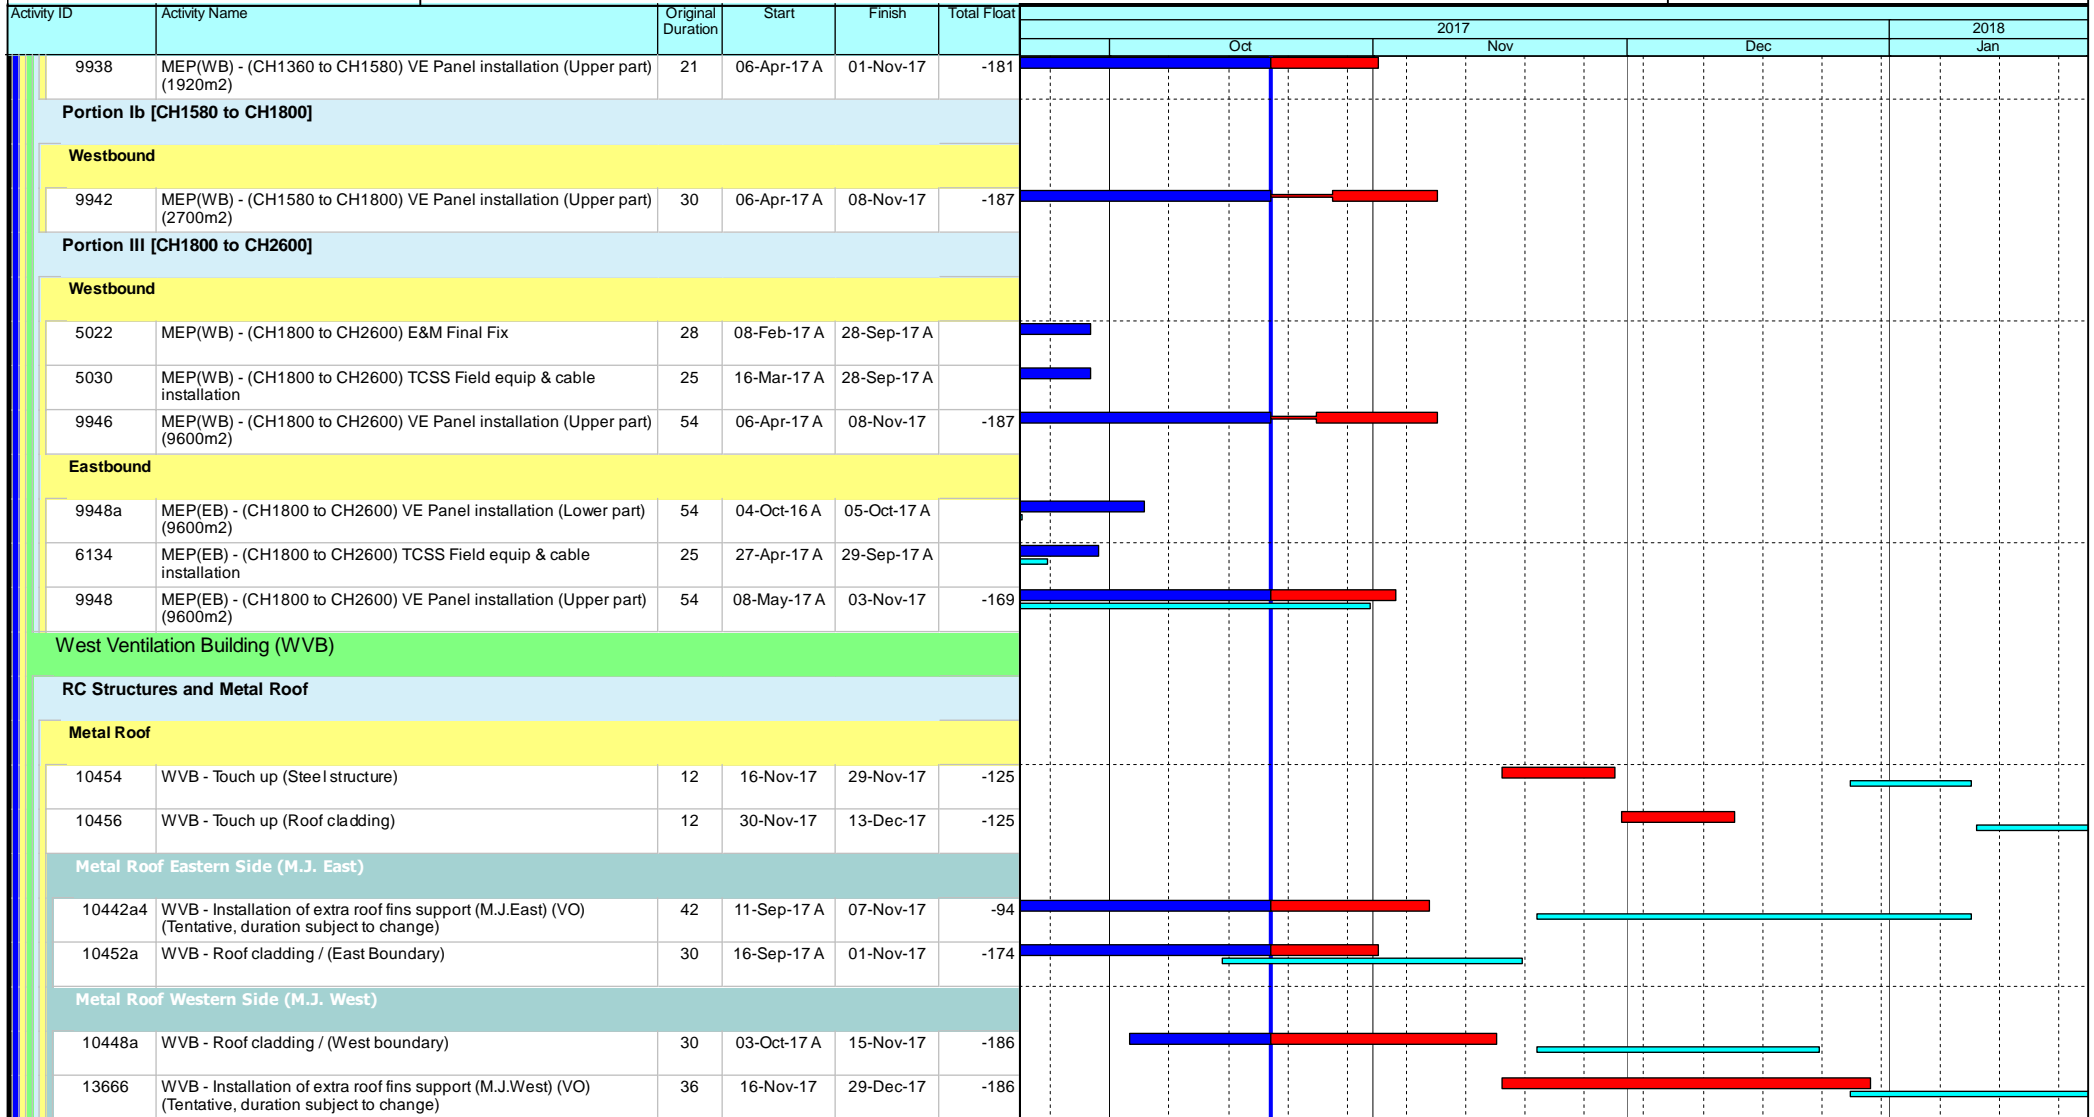 Activity ID Activity Name Original Duration Start Finish Total Float
2017 2018
Oct Nov Dec Jan
9938 MEP(WB) - (CH1360 to CH1580) VE Panel installation (Upper part) 21 06-Apr-17 A 01-Nov-17 -181
(1920m2)
Portion Ib [CH1580 to CH1800]
Westbound
9942 MEP(WB) - (CH1580 to CH1800) VE Panel installation (Upper part) 30 06-Apr-17 A 08-Nov-17 -187
(2700m2)
Portion III [CH1800 to CH2600]
Westbound
5022 MEP(WB) - (CH1800 to CH2600) E&M Final Fix 28 08-Feb-17 A 28-Sep-17 A
5030 MEP(WB) - (CH1800 to CH2600) TCSS Field equip & cable 25 16-Mar-17 A 28-Sep-17 A
installation
9946 MEP(WB) - (CH1800 to CH2600) VE Panel installation (Upper part) 54 06-Apr-17 A 08-Nov-17 -187
(9600m2)
Eastbound
9948a MEP(EB) - (CH1800 to CH2600) VE Panel installation (Lower part) 54 04-Oct-16 A 05-Oct-17 A
(9600m2)
6134 MEP(EB) - (CH1800 to CH2600) TCSS Field equip & cable 25 27-Apr-17 A 29-Sep-17 A
installation
9948 MEP(EB) - (CH1800 to CH2600) VE Panel installation (Upper part) 54 08-May-17 A 03-Nov-17 -169
(9600m2)
West Ventilation Building (WVB)
RC Structures and Metal Roof
Metal Roof
10454 WVB - Touch up (Steel structure) 12 16-Nov-17 29-Nov-17 -125
10456 WVB - Touch up (Roof cladding) 12 30-Nov-17 13-Dec-17 -125
Metal Roof Eastern Side (M.J. East)
10442a4 WVB - Installation of extra roof fins support (M.J.East) (VO) 42 11-Sep-17 A 07-Nov-17 -94
(Tentative, duration subject to change)
10452a WVB - Roof cladding / (East Boundary) 30 16-Sep-17 A 01-Nov-17 -174
Metal Roof Western Side (M.J. West)
10448a WVB - Roof cladding / (West boundary) 30 03-Oct-17 A 15-Nov-17 -186
13666 WVB - Installation of extra roof fins support (M.J.West) (VO) 36 16-Nov-17 29-Dec-17 -186
(Tentative, duration subject to change)